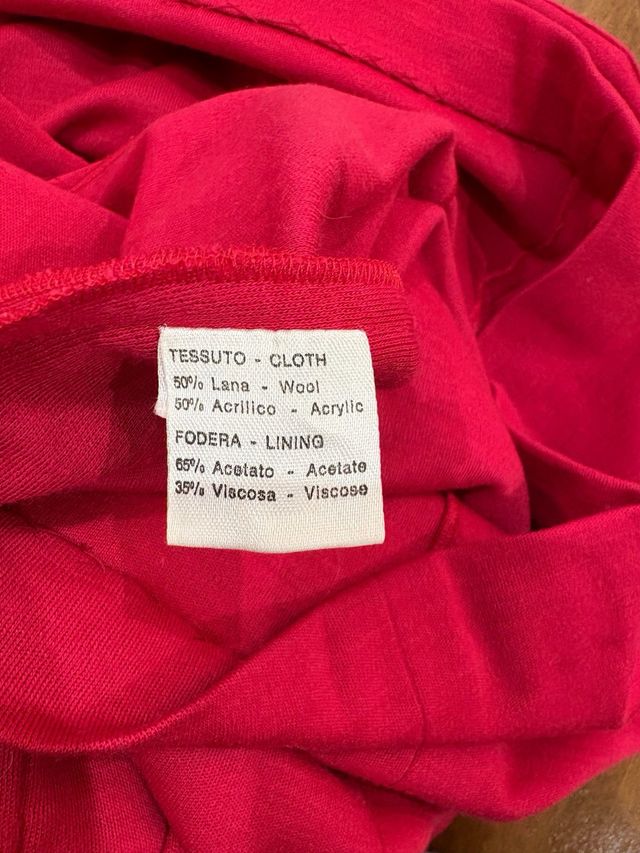 TESSUTO - CLOTH
50% Lana - Wool
50% Acrilico - Acrylic
FODERA - LINING
65% Acetato - Acetate
35% Viscosa - Viscose